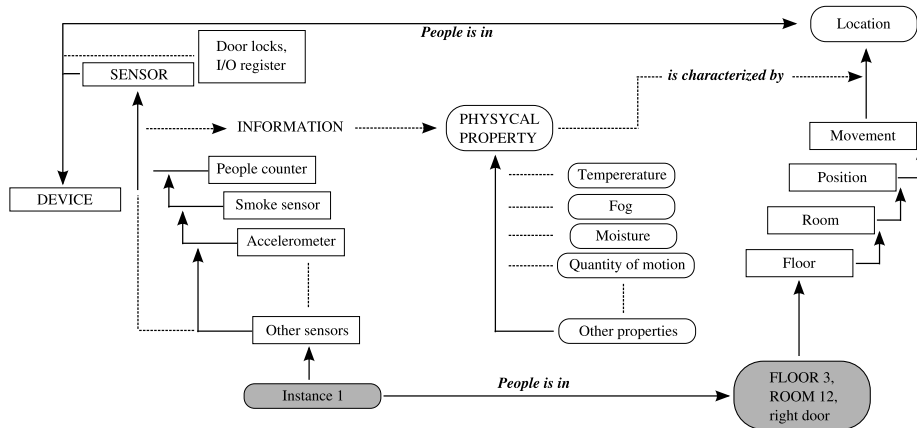 Location
People is in
Door locks,
I/O register
SENSOR
is characterized by
INFORMATION
PHYSYCAL
PROPERTY
Movement
People counter
Tempererature
Position
DEVICE
Smoke sensor
Fog
Room
Accelerometer
Moisture
Quantity of motion
Floor
Other sensors
Other properties
Instance 1
People is in
FLOOR 3,
ROOM 12,
right door